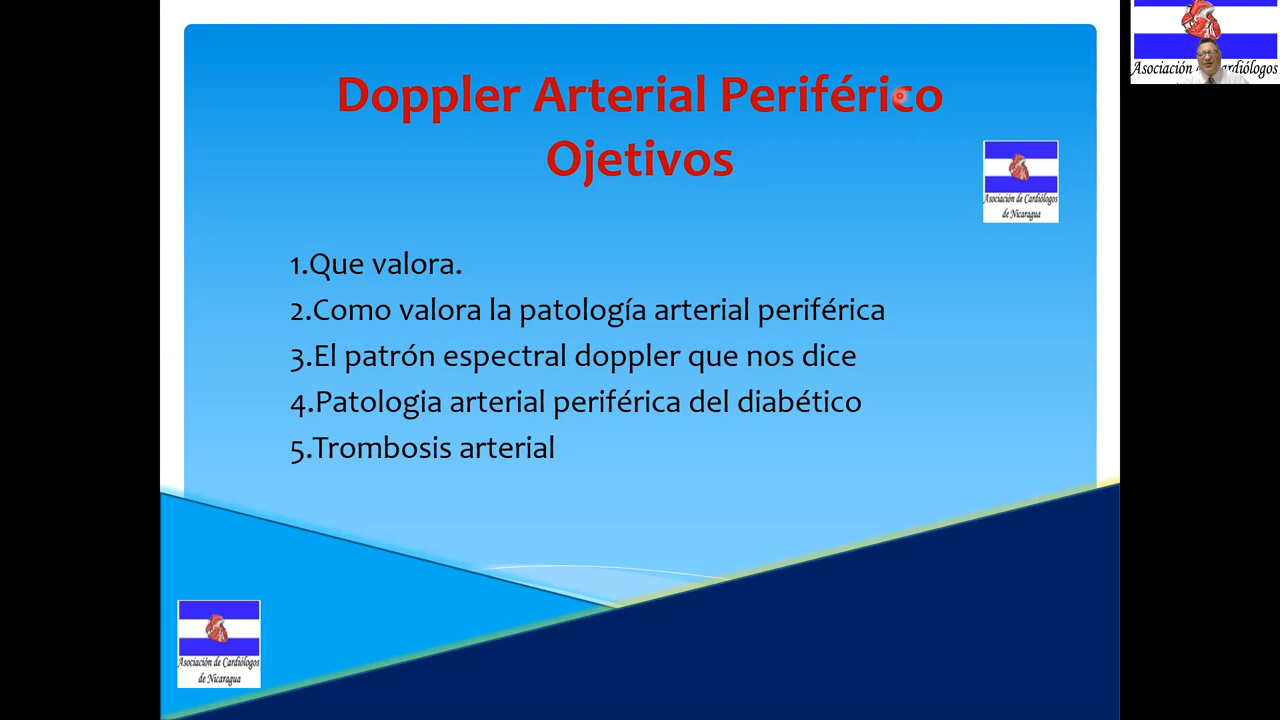 Doppler Arterial Periférico
Ojetivos
Asociación de Cardiólogos
de Nicaragua
1.Que valora.
2.Como valora la patología arterial periférica
3.El patrón espectral doppler que nos dice
4.Patologia arterial periférica del diabético
5.Trombosis arterial
Asociación de Cardiólogos
de Nicaragua
Asociación